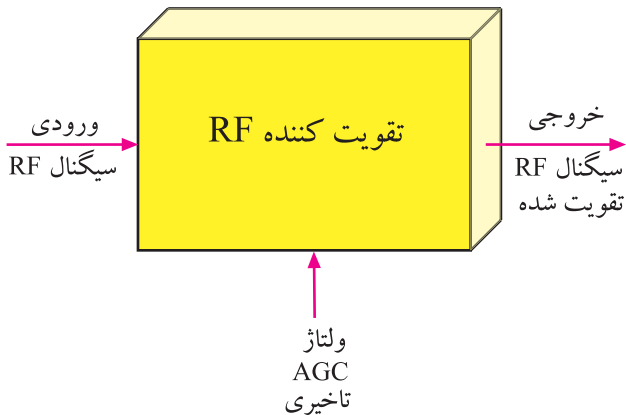 تقویت کننده RF
ورودی
سیگنال RF
خروجی
سیگنال RF
تقویت شده
ولتاژ
AGC
تاخیری